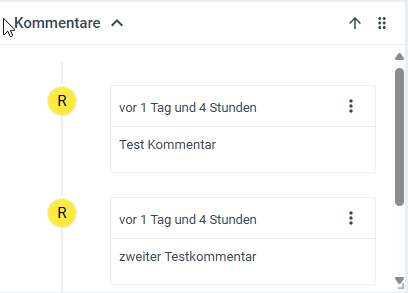 Kommentare
R
vor 1 Tag und 4 Stunden
Test Kommentar
R
vor 1 Tag und 4 Stunden
zweiter Testkommentar